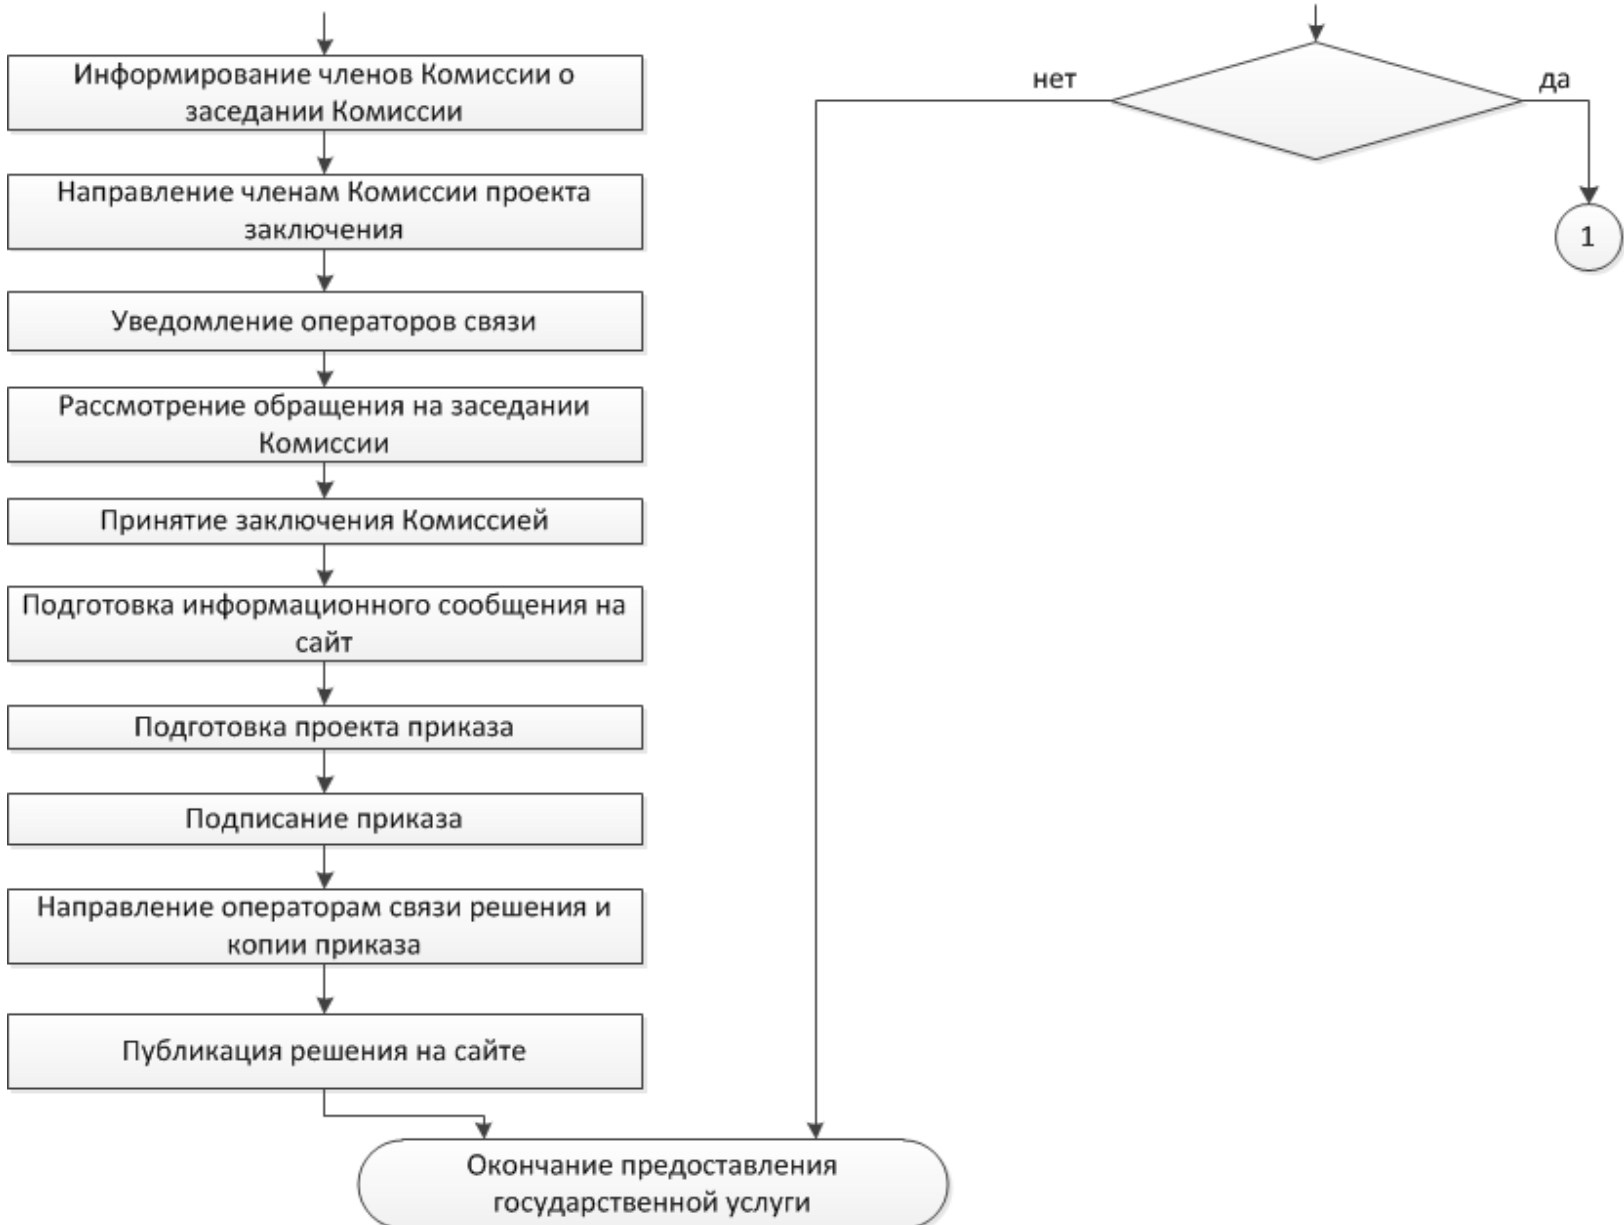 Информирование членов Комиссии о
заседании Комиссии
Направление членам Комиссии проекта
заключения
Уведомление операторов связи
Рассмотрение обращения на заседании
Комиссии
Принятие заключения Комиссией
Подготовка информационного сообщения на
сайт
Подготовка проекта приказа
Подписание приказа
Направление операторам связи решения и
копии приказа
Публикация решения на сайте
нет
да
1
Окончание предоставления
государственной услуги